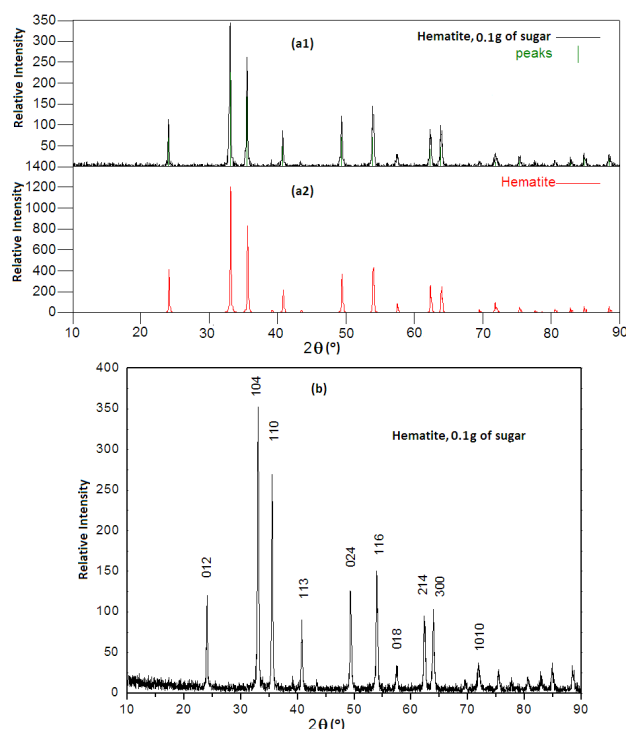 350
300
250
200
150
100
50
1400
(a1)
Hematite, 0.1g of sugar
peaks
Relative Intensity
1200
1000
800
600
400
200
0
(a2)
Hematite
Relative Intensity
10 20 30 40 50 60 70 80 90
2θ(°)
400
350
300
250
200
150
100
50
0
(b)
Hematite, 0.1g of sugar
Relative Intensity
012
104
110
113
024
116
018
214
300
1010
10 20 30 40 50 60 70 80 90
2θ(°)